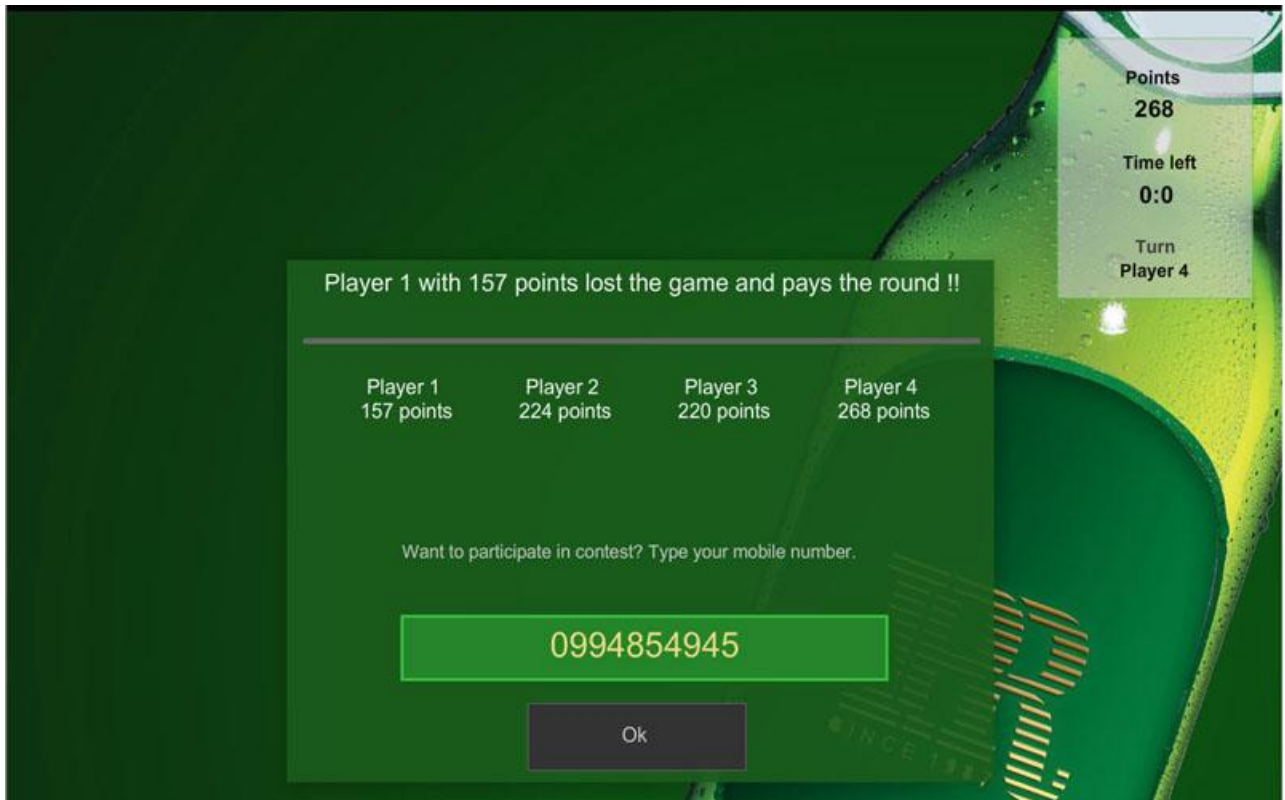 Points
268
Time left
0:0
Turn
Player 4
Player 1 with 157 points lost the game and pays the round !!
Player 1 Player 2 Player 3 Player 4
157 points 224 points 220 points 268 points
Want to participate in contest? Type your mobile number.
0994854945
Ok
SINCE